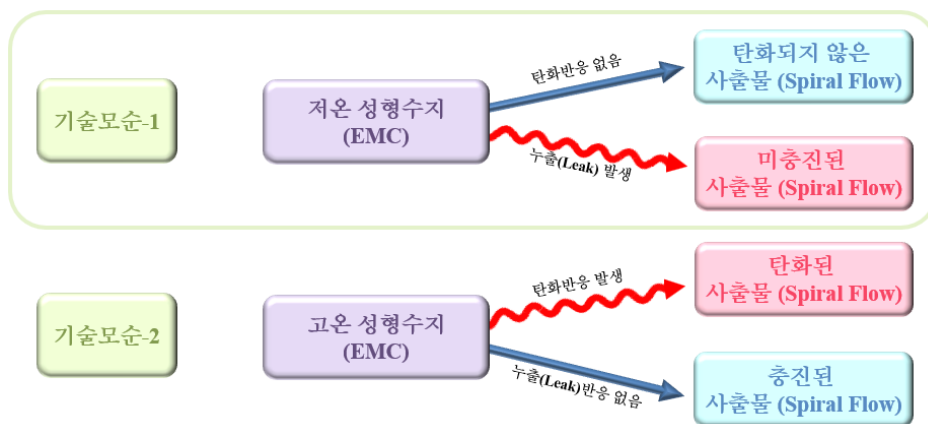 기술모순-1
저온 성형수지
(EMC)
탄화반응 없음
탄화되지 않은
사출물 (Spiral Flow)
누출(Leak) 발생
미충진된
사출물 (Spiral Flow)
기술모순-2
고온 성형수지
(EMC)
탄화반응 발생
탄화된
사출물 (Spiral Flow)
누출(Leak)반응 없음
충진된
사출물 (Spiral Flow)